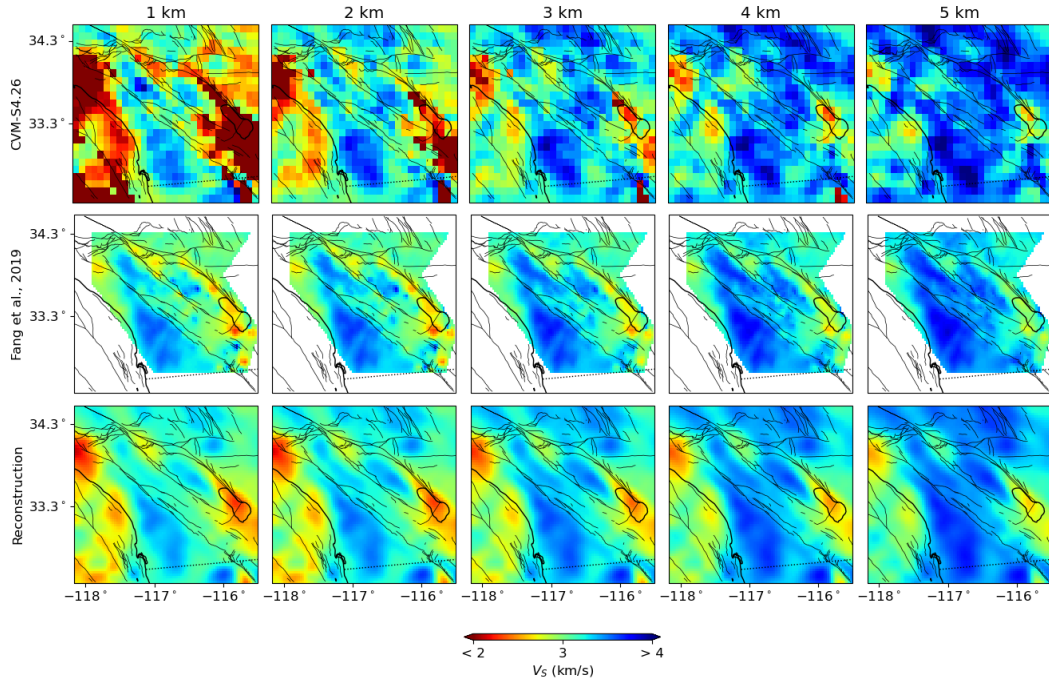 1 km 2 km 3 km 4 km 5 km
CVM-S4.26
34.3°
33.3°
Fang et al., 2019
34.3°
33.3°
Reconstruction
34.3°
33.3°
−118° −117° −116° −118° −117° −116° −118° −117° −116° −118° −117° −116° −118° −117° −116°
< 2 3 > 4
V_S (km/s)